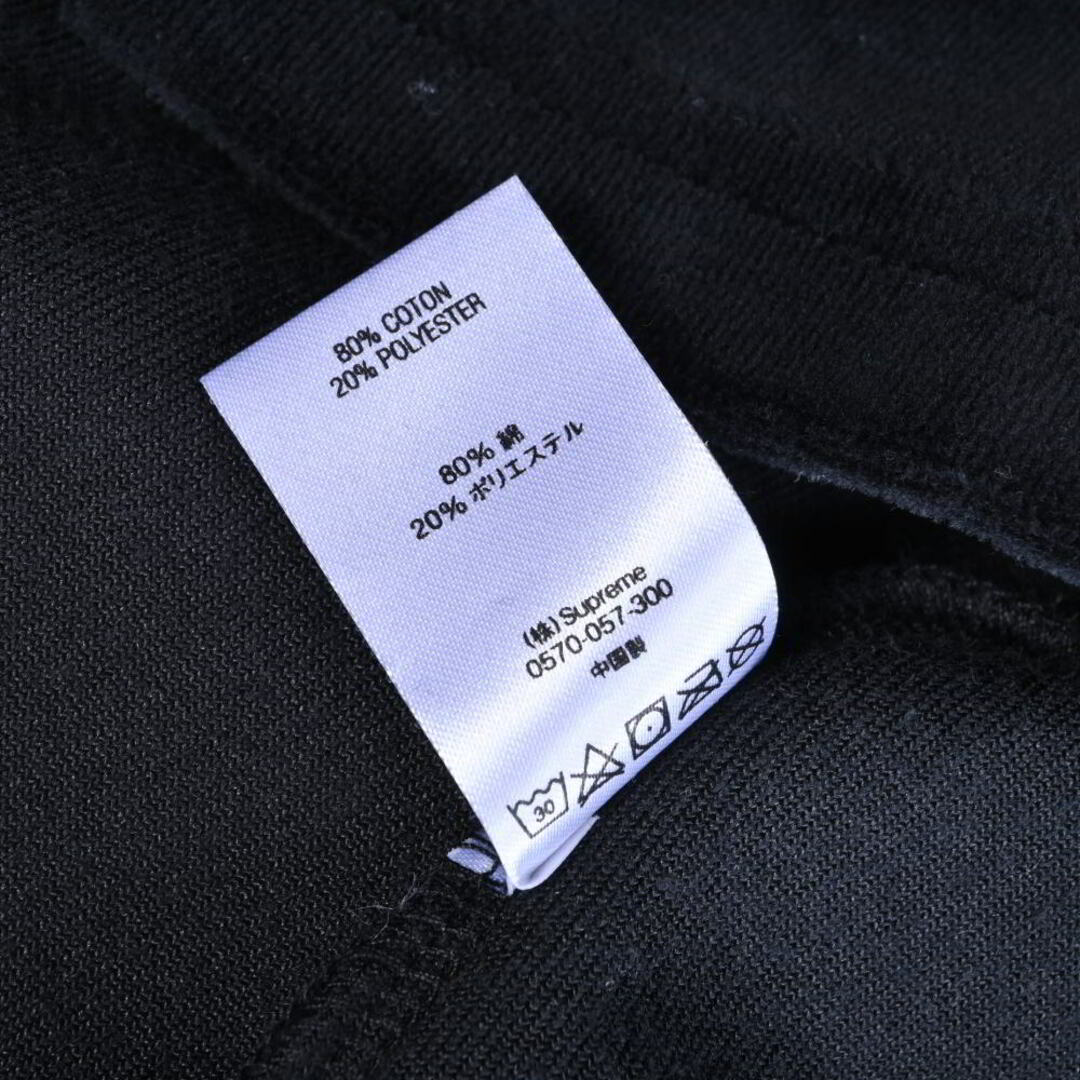 80% COTON
20% POLYESTER
80% 綿
20% ポリエステル
(株) Supreme
0570-057-300
中国製
30